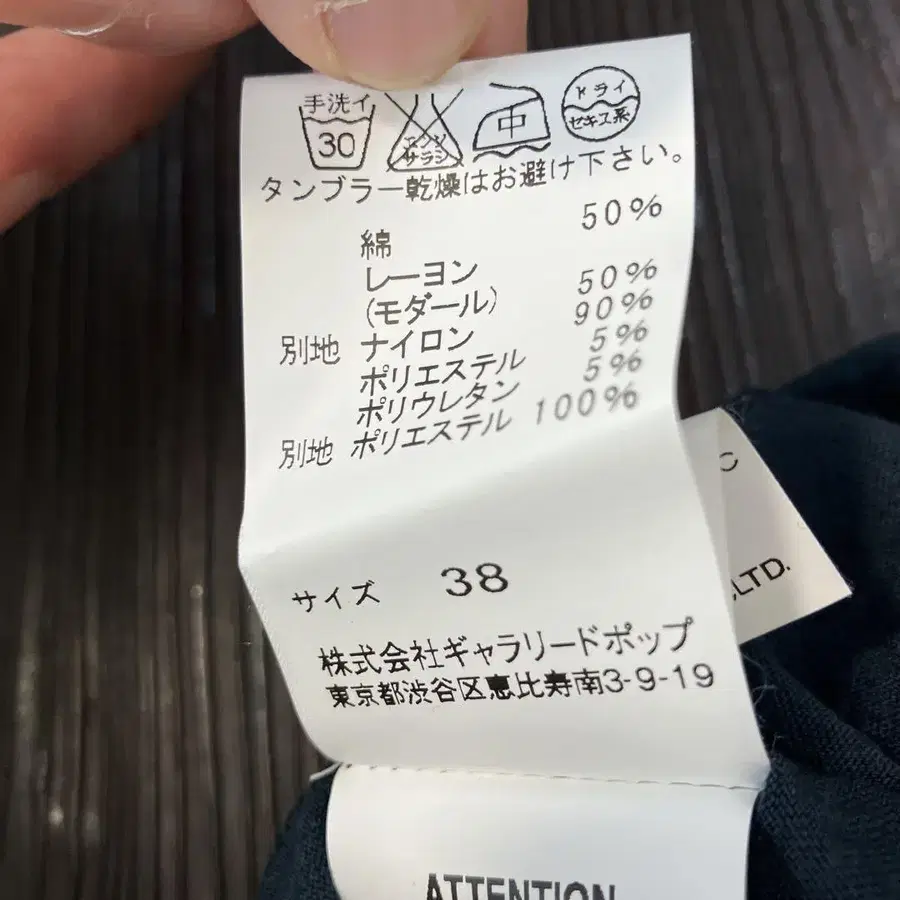 手洗イ
30
エンソ
サラシ
中
ドライ
セキユ系
タンブラー乾燥はお避け下さい。
綿 50%
レーヨン
(モダール) 50%
別地 ナイロン 90%
ポリエステル 5%
ポリウレタン 5%
別地 ポリエステル 100%
サイズ 38
株式会社ギャラリードポップ
東京都渋谷区恵比寿南3-9-19
C
LTD.
ATTENTION